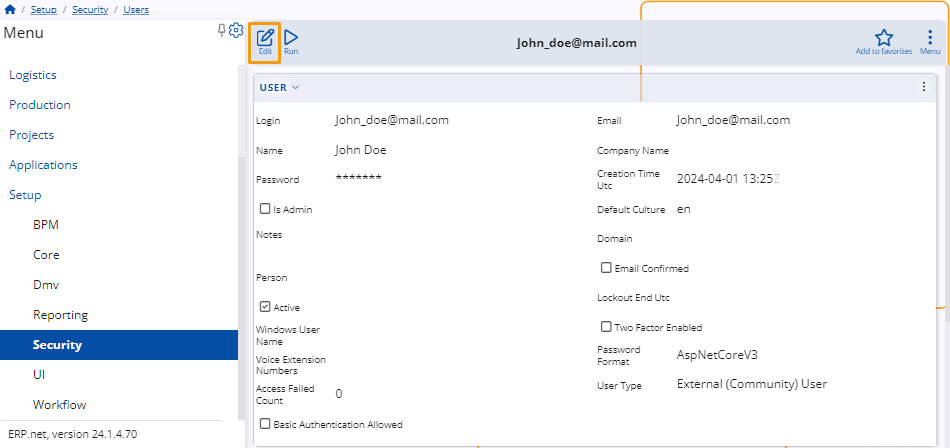 / Setup / Security / Users
Menu
Logistics
Production
Projects
Applications
Setup
BPM
Core
Dmv
Reporting
Security
UI
Workflow
ERP.net, version 24.1.4.70
Edit
Run
John_doe@mail.com
Add to favorites
Menu
USER
Login John_doe@mail.com
Name John Doe
Password *******
Is Admin
Notes
Person
Active
Windows User
Name
Voice Extension
Numbers
Access Failed
Count 0
Basic Authentication Allowed
Email John_doe@mail.com
Company Name
Creation Time
Utc 2024-04-01 13:25Z
Default Culture en
Domain
Email Confirmed
Lockout End Utc
Two Factor Enabled
Password
Format AspNetCoreV3
User Type External (Community) User